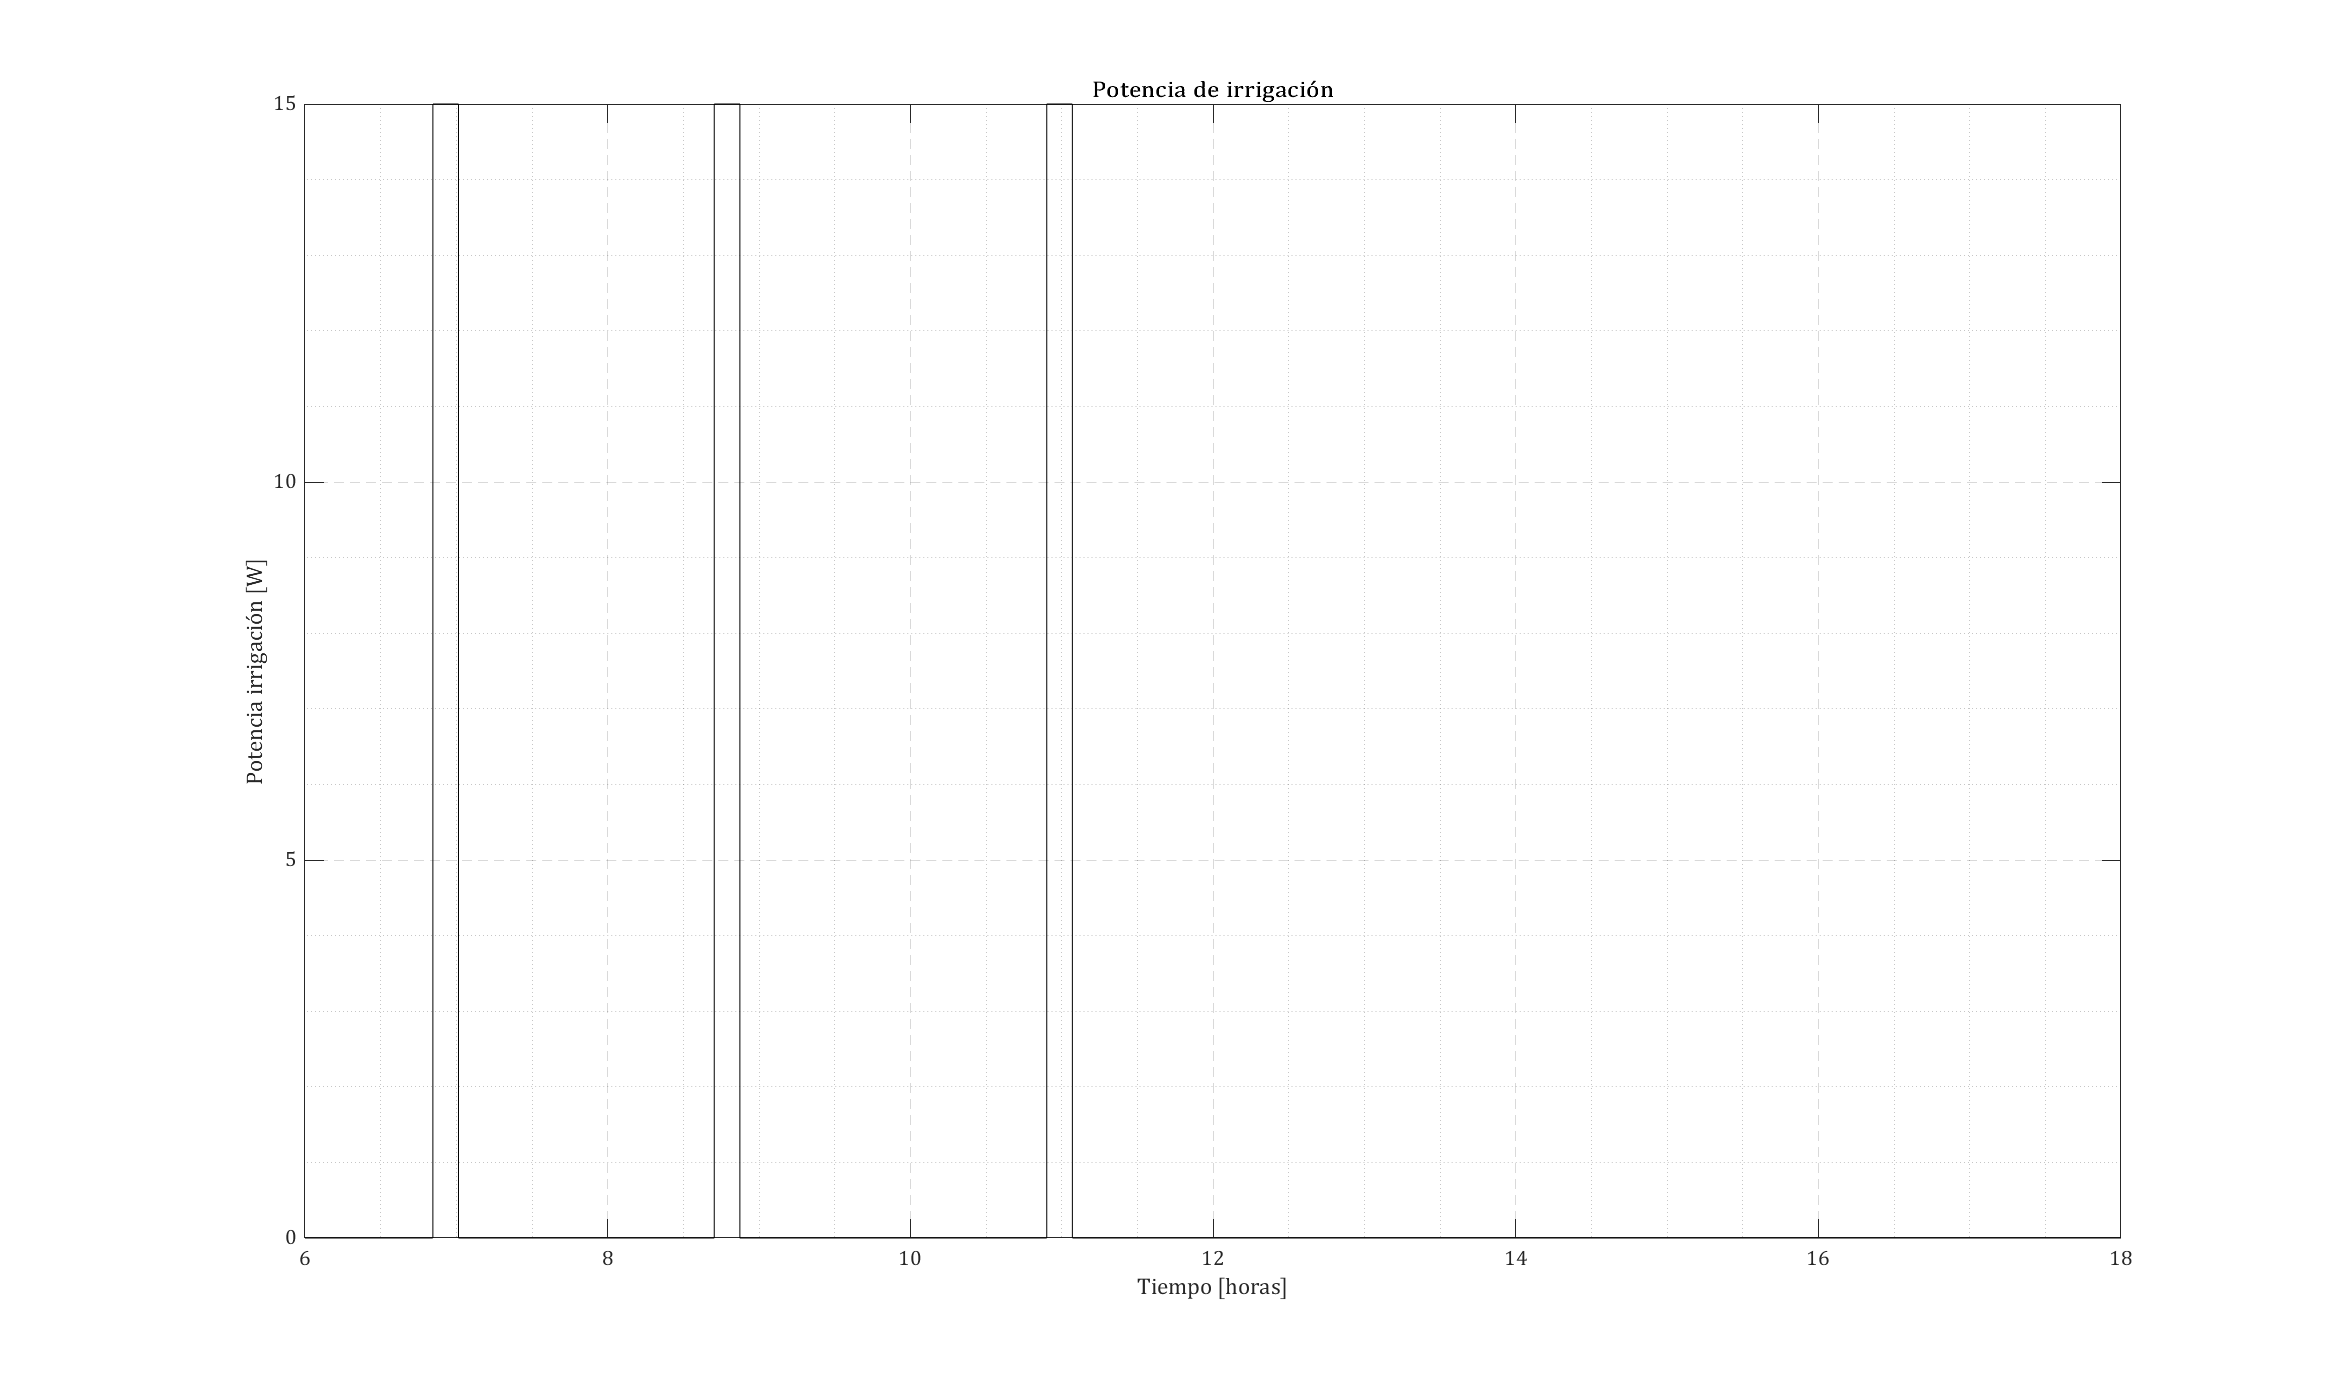 Potencia de irrigación
15
10
5
0
Potencia irrigación [W]
6 8 10 12 14 16 18
Tiempo [horas]